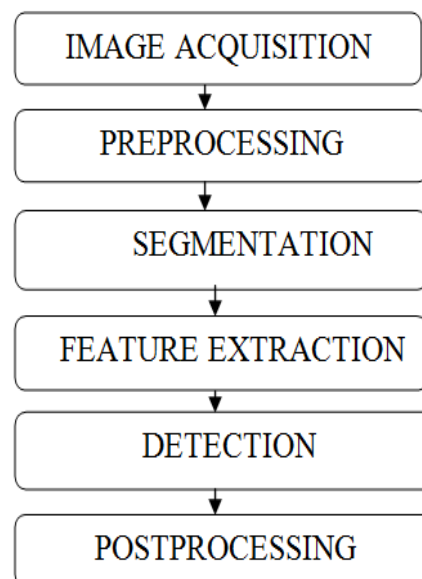 IMAGE ACQUISITION
PREPROCESSING
SEGMENTATION
FEATURE EXTRACTION
DETECTION
POSTPROCESSING